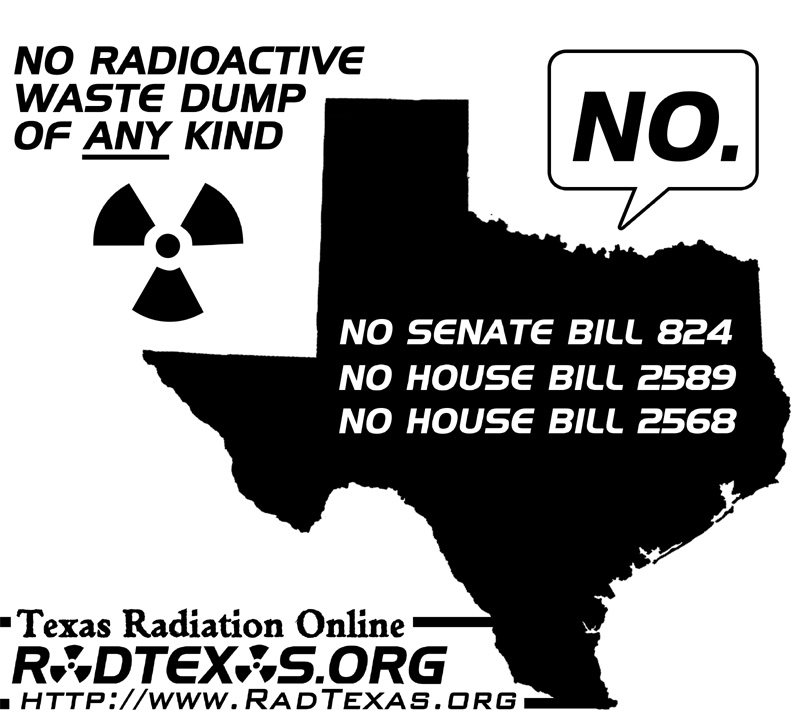 NO RADIOACTIVE
WASTE DUMP
OF ANY KIND
NO.
NO SENATE BILL 824
NO HOUSE BILL 2589
NO HOUSE BILL 2568
Texas Radiation Online
RADTEXAS.ORG
HTTP://WWW.RADTEXAS.ORG